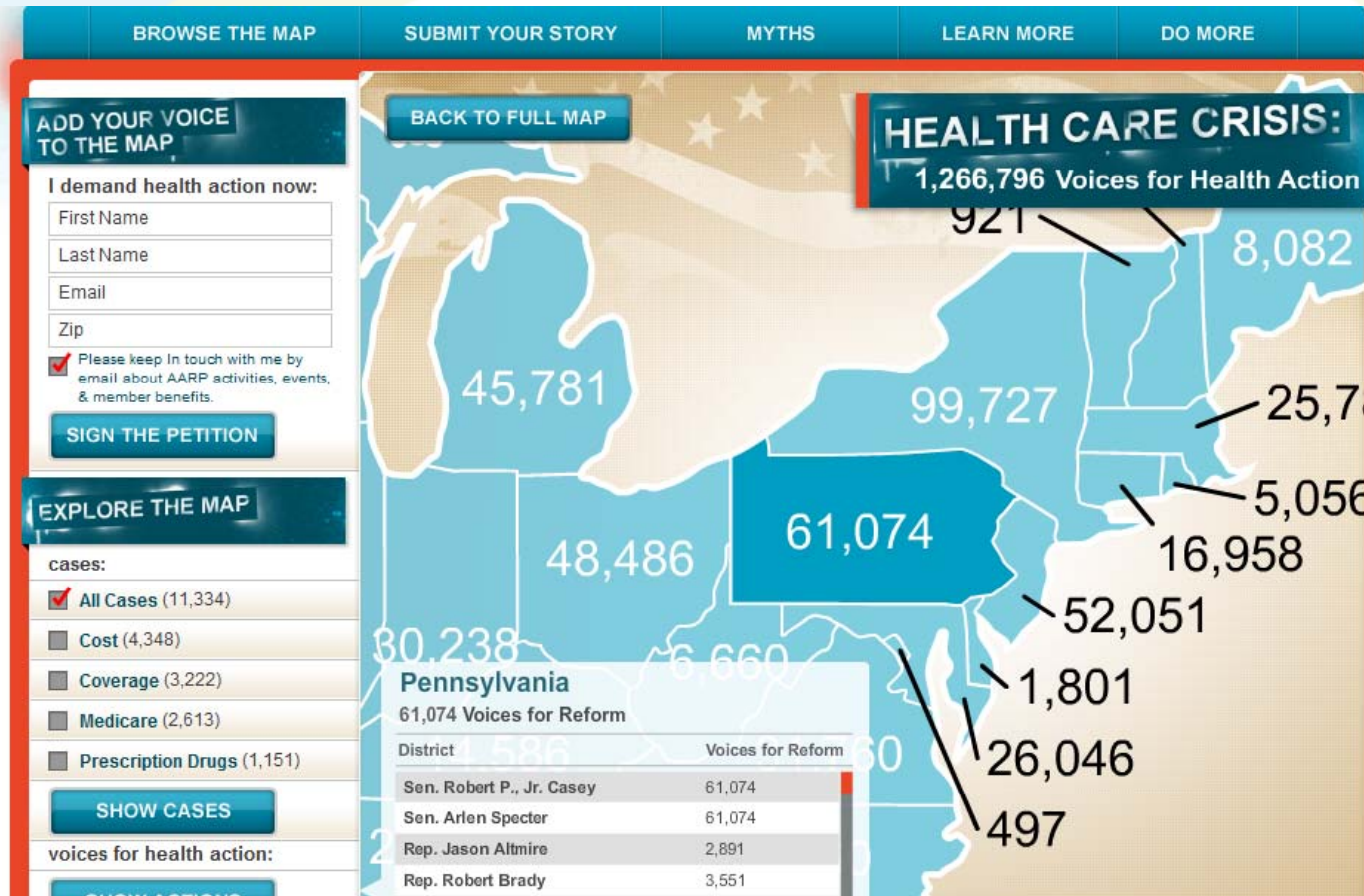 BROWSE THE MAP SUBMIT YOUR STORY MYTHS LEARN MORE DO MORE
ADD YOUR VOICE
TO THE MAP
I demand health action now:
First Name
Last Name
Email
Zip
Please keep In touch with me by
email about AARP activities, events,
& member benefits.
SIGN THE PETITION
EXPLORE THE MAP
cases:
All Cases (11,334)
Cost (4,348)
Coverage (3,222)
Medicare (2,613)
Prescription Drugs (1,151)
SHOW CASES
voices for health action:
SHOW ACTIONS
BACK TO FULL MAP
HEALTH CARE CRISIS:
1,266,796 Voices for Health Action
921
8,082
45,781
99,727
25,7
61,074
5,056
48,486
16,958
52,051
30,238
6,660
1,801
26,046
497
Pennsylvania
61,074 Voices for Reform
District Voices for Reform
Sen. Robert P., Jr. Casey 61,074
Sen. Arlen Specter 61,074
Rep. Jason Altmire 2,891
Rep. Robert Brady 3,551